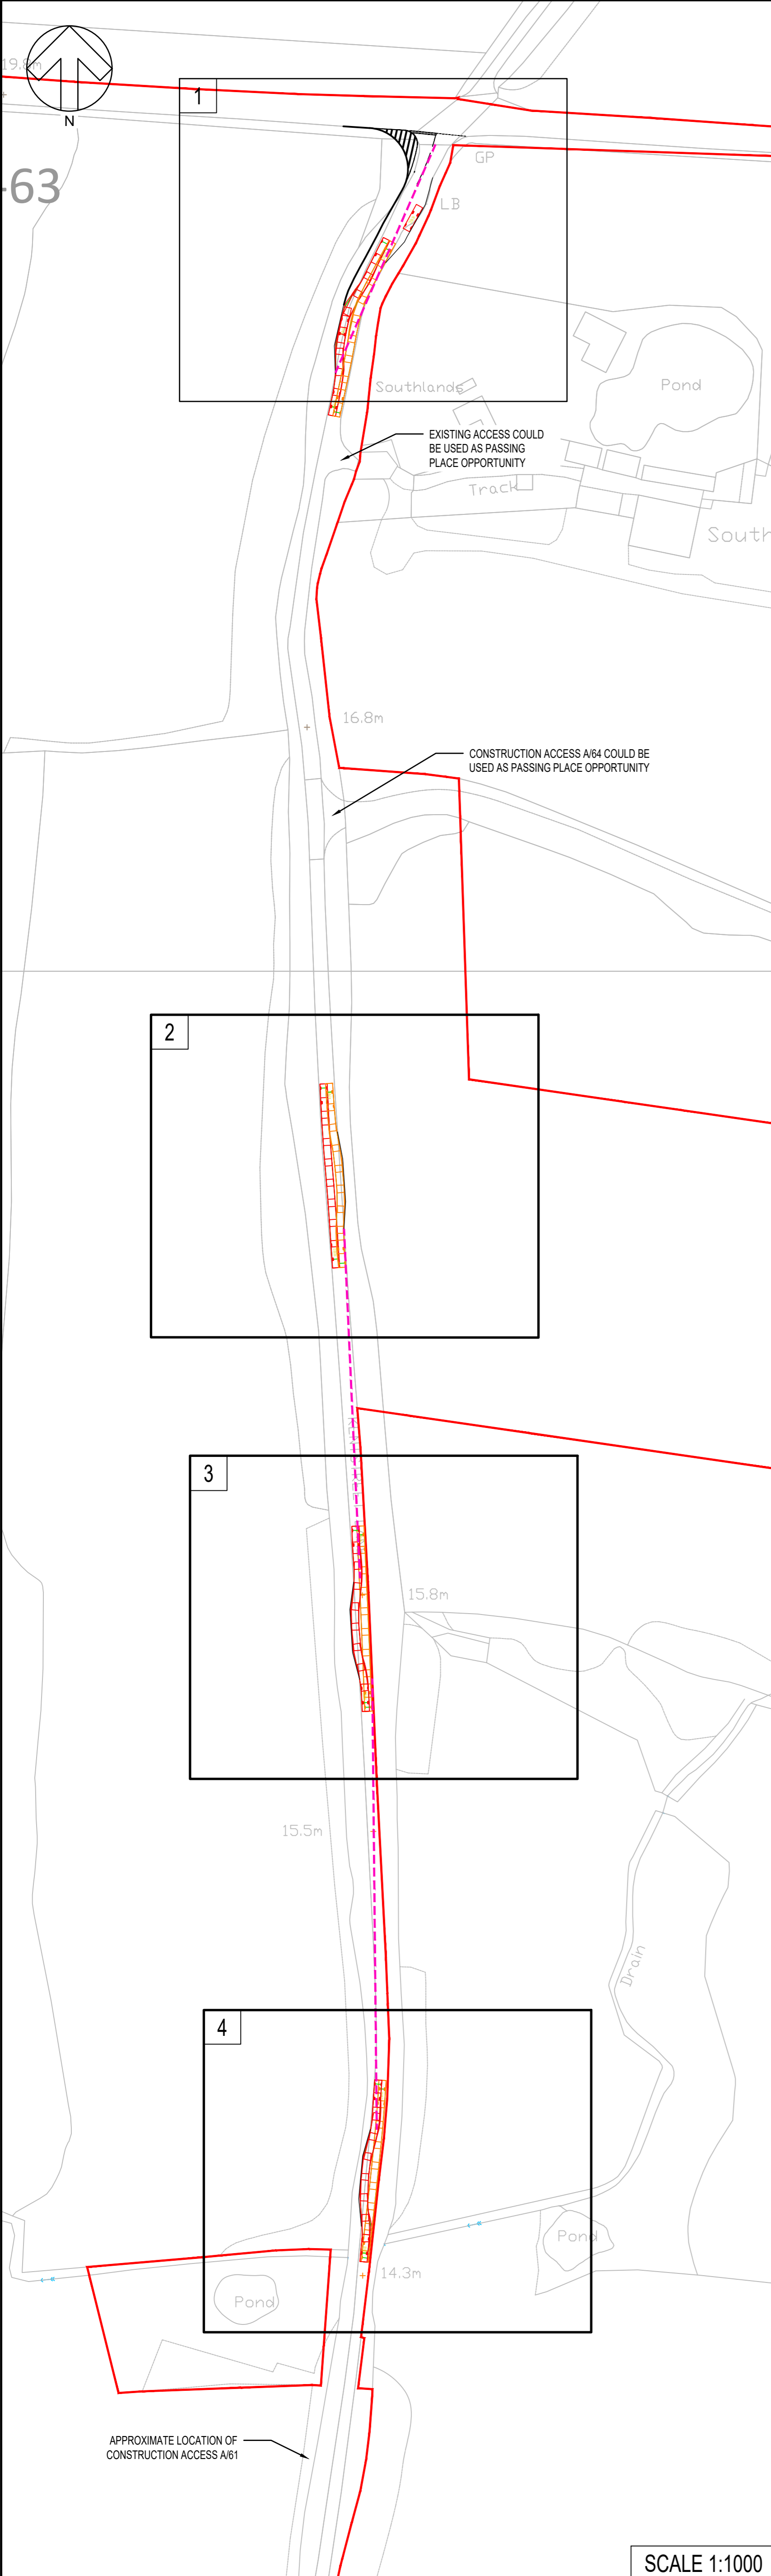 19.8m
N
1
-63
GP
LB
Southlands
Pond
EXISTING ACCESS COULD
BE USED AS PASSING
PLACE OPPORTUNITY
Track
South
16.8m
CONSTRUCTION ACCESS A/64 COULD BE
USED AS PASSING PLACE OPPORTUNITY
2
3
15.8m
15.5m
Drain
4
Pond
14.3m
Pond
APPROXIMATE LOCATION OF
CONSTRUCTION ACCESS A/61
SCALE 1:1000